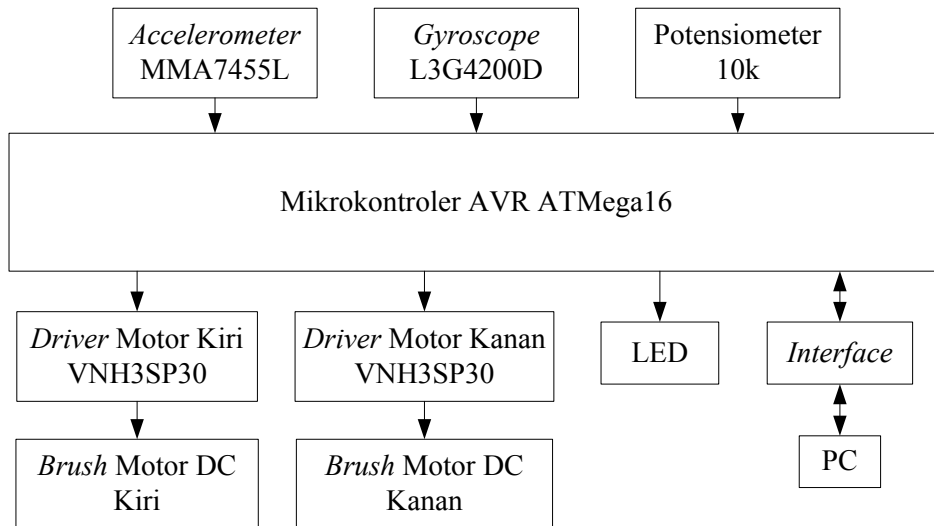 Accelerometer
MMA7455L
Gyroscope
L3G4200D
Potensiometer
10k
Mikrokontroler AVR ATMega16
Driver Motor Kiri
VNH3SP30
Driver Motor Kanan
VNH3SP30
LED
Interface
Brush Motor DC
Kiri
Brush Motor DC
Kanan
PC